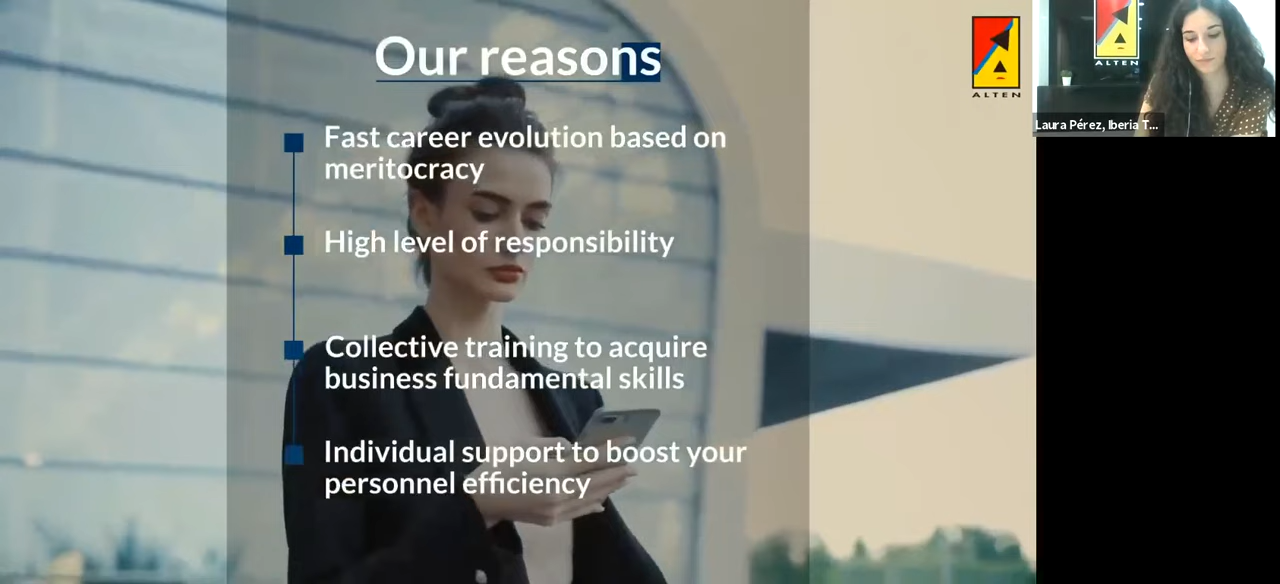 Our reasons
Fast career evolution based on
meritocracy
High level of responsibility
Collective training to acquire
business fundamental skills
Individual support to boost your
personnel efficiency
ALTEN
ALTEN
Laura Pérez, Iberia T...